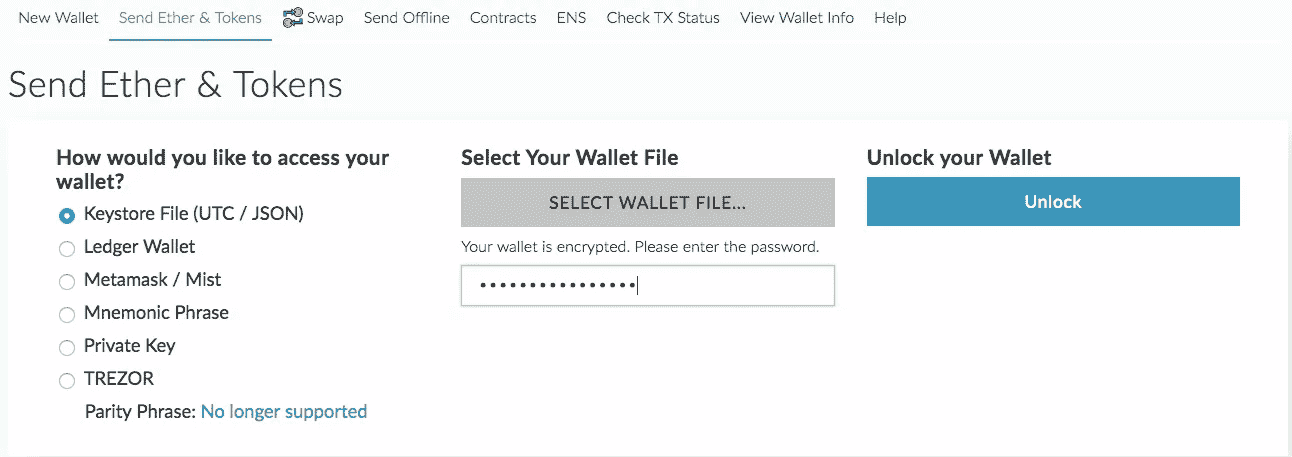 New Wallet Send Ether & Tokens Swap Send Offline Contracts ENS Check TX Status View Wallet Info Help
Send Ether & Tokens
How would you like to access your
wallet?
Keystore File (UTC / JSON)
Ledger Wallet
Metamask / Mist
Mnemonic Phrase
Private Key
TREZOR
Parity Phrase: No longer supported
Select Your Wallet File
SELECT WALLET FILE...
Your wallet is encrypted. Please enter the password.
••••••••••••••••
Unlock your Wallet
Unlock